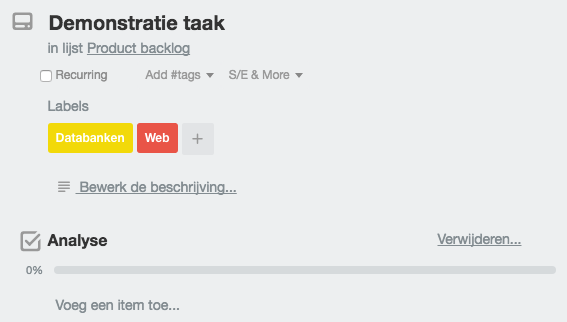 Demonstratie taak
in lijst Product backlog
Recurring Add #tags S/E & More
Labels
Databanken Web +
Bewerk de beschrijving...
Analyse Verwijderen...
0%
Voeg een item toe...